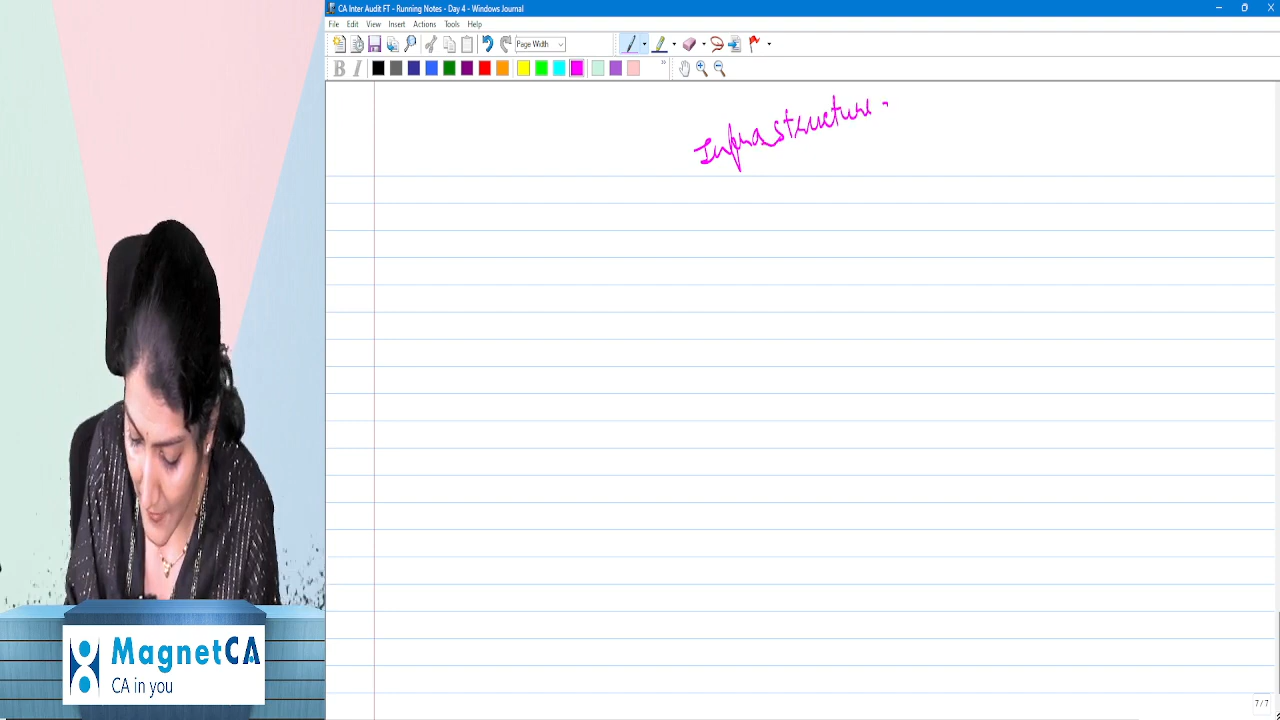 CA Inter Audit FT - Running Notes - Day 4 - Windows Journal
File Edit View Insert Actions Tools Help
Page Width
B I
Infrastructure -
7/7
MagnetCA
CA in you